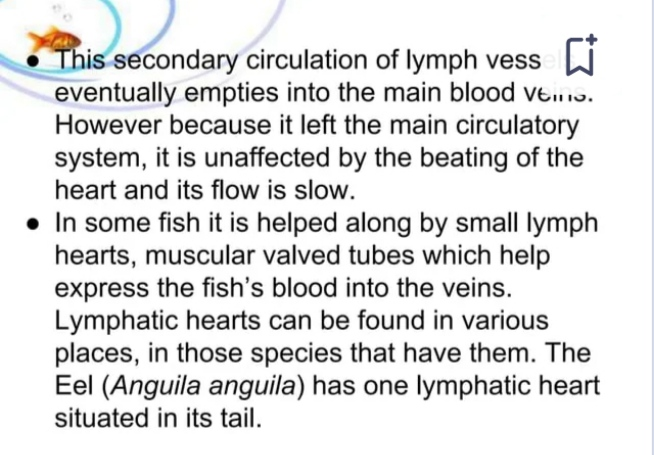 • This secondary circulation of lymph vess
eventually empties into the main blood veins.
However because it left the main circulatory
system, it is unaffected by the beating of the
heart and its flow is slow.
• In some fish it is helped along by small lymph
hearts, muscular valved tubes which help
express the fish’s blood into the veins.
Lymphatic hearts can be found in various
places, in those species that have them. The
Eel (Anguila anguila) has one lymphatic heart
situated in its tail.